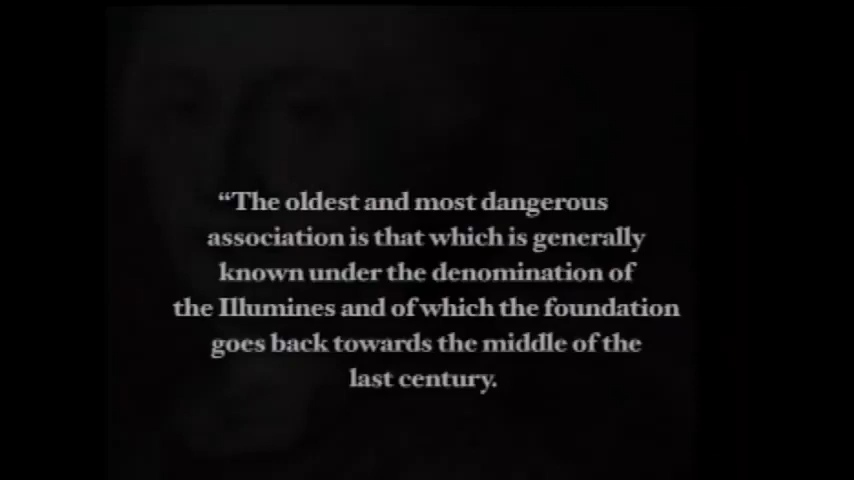 “The oldest and most dangerous
association is that which is generally
known under the denomination of
the Illumines and of which the foundation
goes back towards the middle of the
last century.